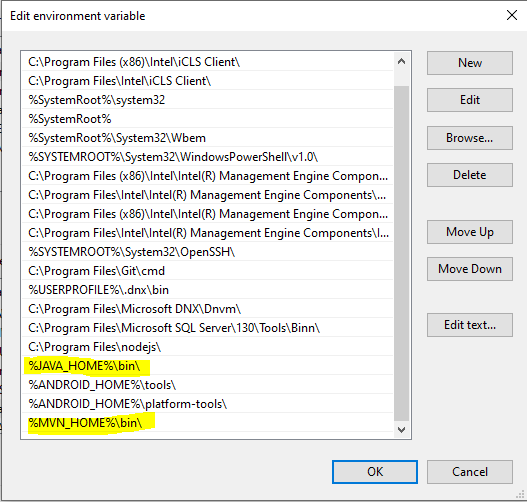 Edit environment variable
C:\Program Files (x86)\Intel\iCLS Client\
C:\Program Files\Intel\iCLS Client\
%SystemRoot%\system32
%SystemRoot%
%SystemRoot%\System32\Wbem
%SYSTEMROOT%\System32\WindowsPowerShell\v1.0\
C:\Program Files (x86)\Intel\Intel(R) Management Engine Compon...
C:\Program Files\Intel\Intel(R) Management Engine Components\...
C:\Program Files (x86)\Intel\Intel(R) Management Engine Compon...
C:\Program Files\Intel\Intel(R) Management Engine Components\I...
%SYSTEMROOT%\System32\OpenSSH\
C:\Program Files\Git\cmd
%USERPROFILE%\.dnx\bin
C:\Program Files\Microsoft DNX\Dnvm\
C:\Program Files\Microsoft SQL Server\130\Tools\Binn\
C:\Program Files\nodejs\
%JAVA_HOME%\bin\
%ANDROID_HOME%\tools\
%ANDROID_HOME%\platform-tools\
%MVN_HOME%\bin\
New
Edit
Browse...
Delete
Move Up
Move Down
Edit text...
OK
Cancel